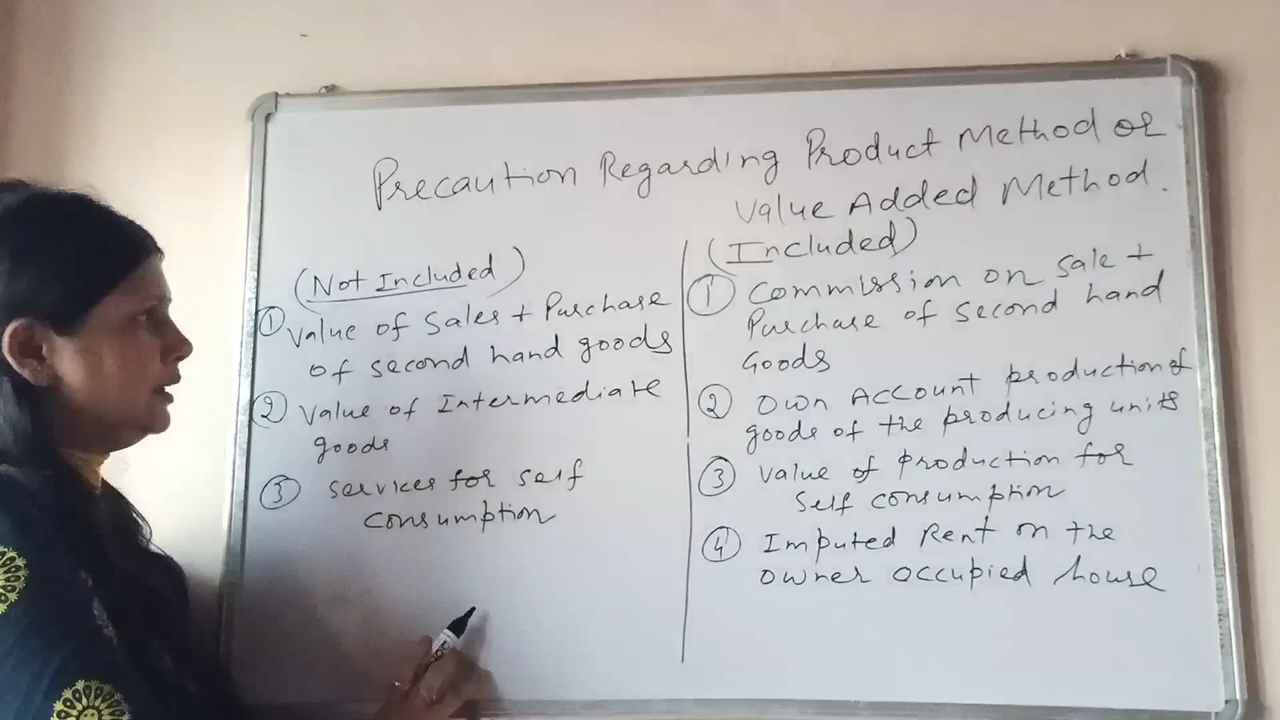 Precaution Regarding Product Method or
Value Added Method.
(Not Included)
① Value of Sales + Purchase
of second hand goods
② Value of Intermediate
goods
③ Services for self
consumption
(Included)
① Commission on sale +
Purchase of second hand
Goods
② Own Account production of
goods of the producing units
③ Value of production for
self consumption
④ Imputed Rent on the
owner occupied house